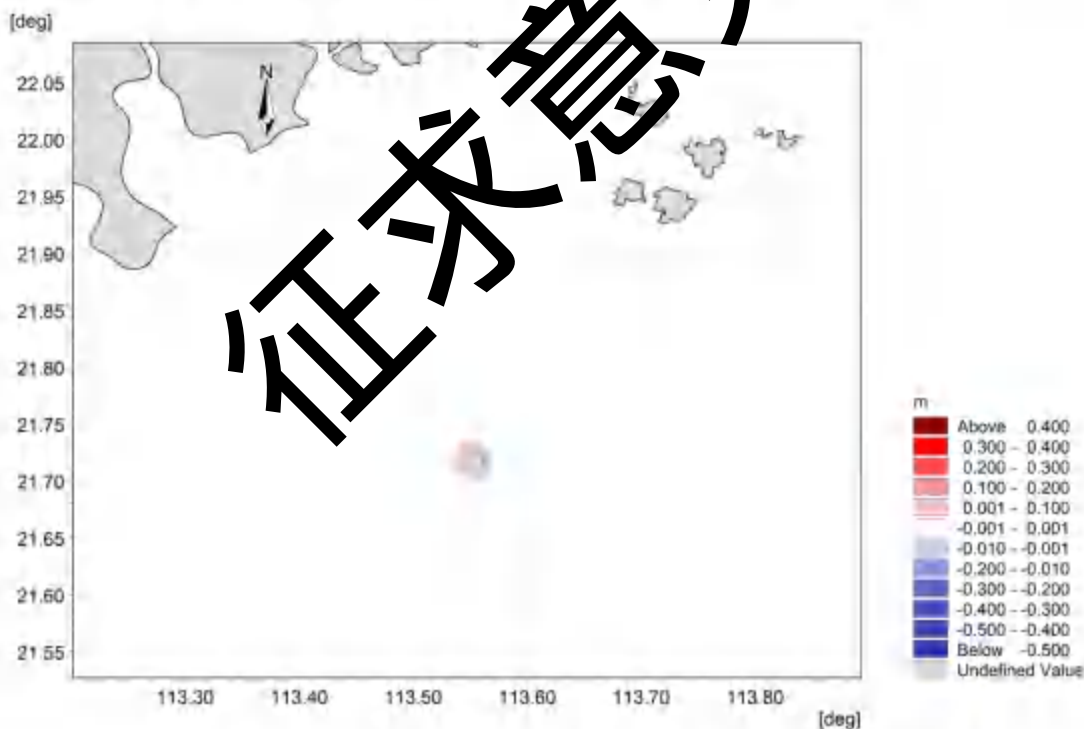 [deg]
N
22.05
22.00
21.95
21.90
21.85
21.80
21.75
21.70
21.65
21.60
21.55
113.30 113.40 113.50 113.60 113.70 113.80
[deg]
征求意
m
Above 0.400
0.300 - 0.400
0.200 - 0.300
0.100 - 0.200
0.001 - 0.100
-0.001 - 0.001
-0.010 - -0.001
-0.200 - -0.010
-0.300 - -0.200
-0.400 - -0.300
-0.500 - -0.400
Below -0.500
Undefined Value